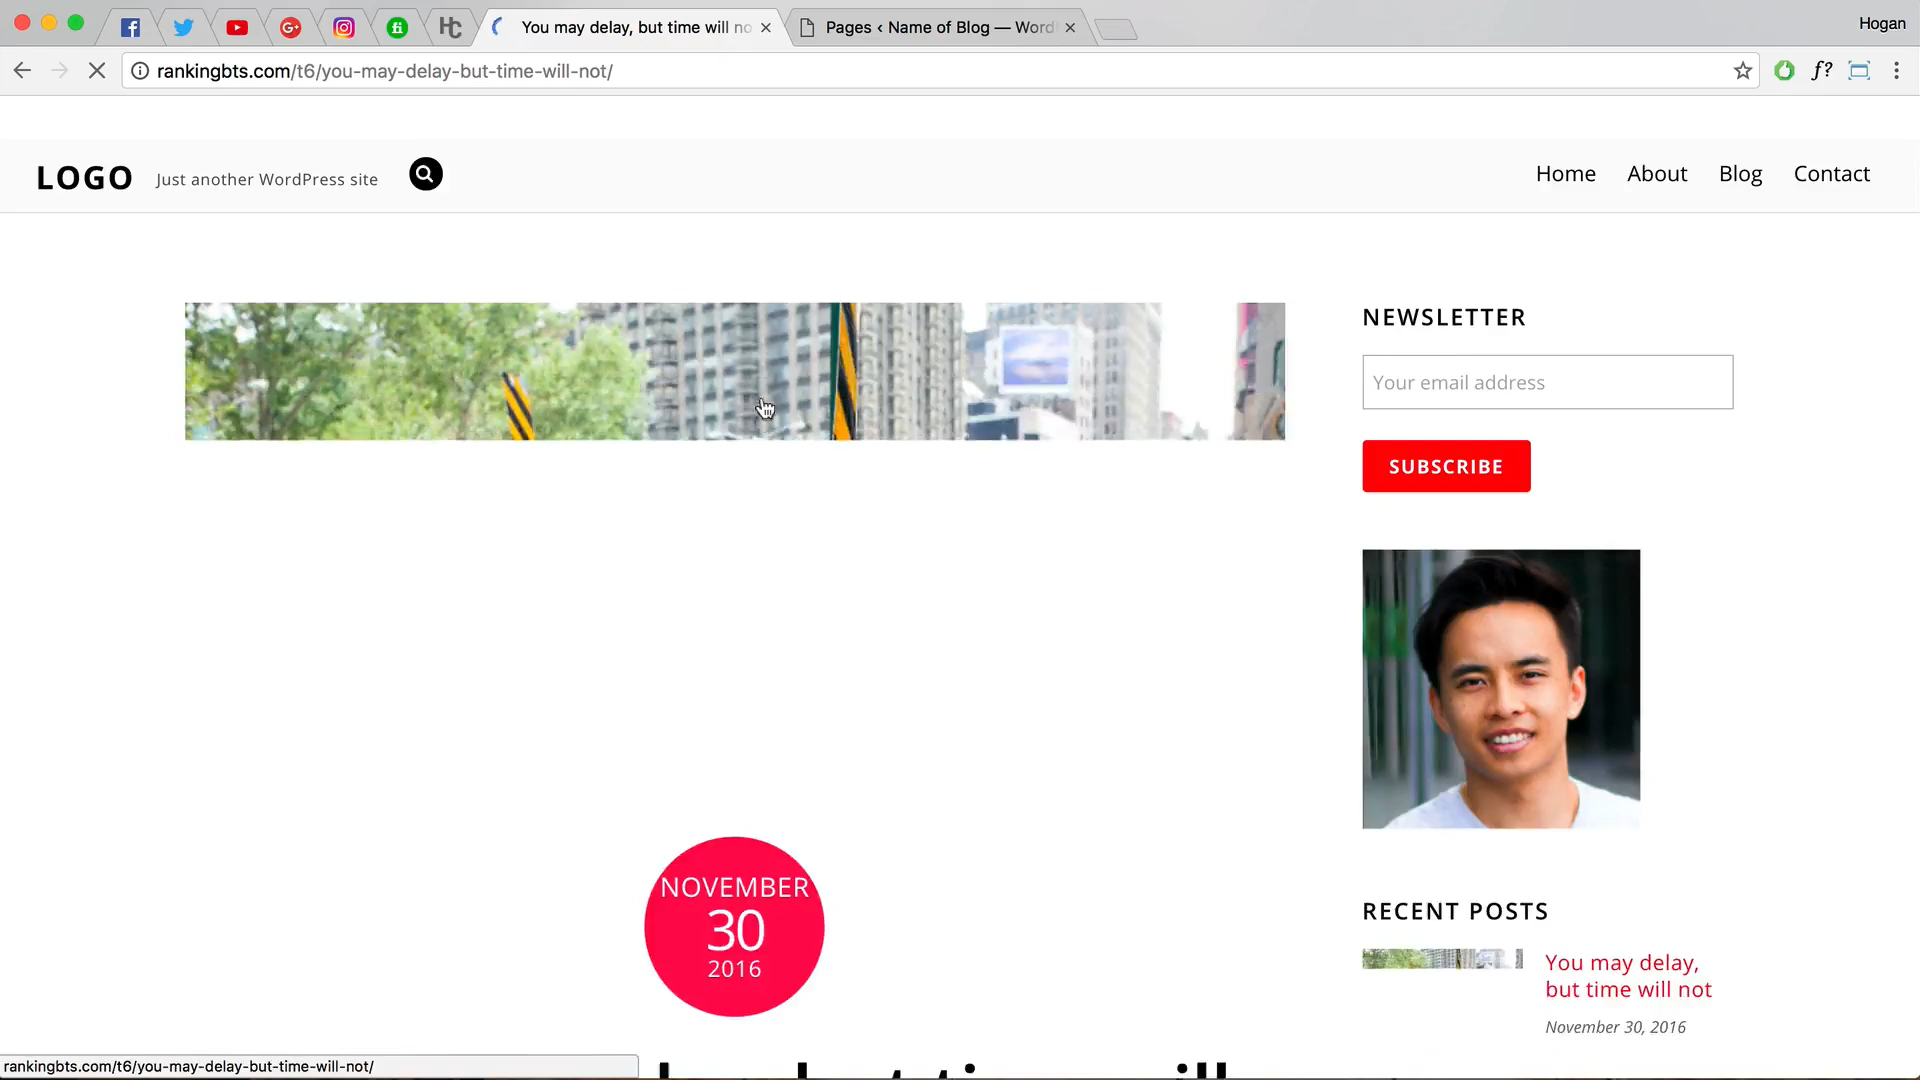 You may delay, but time will no
Pages ‹ Name of Blog — Word
Hogan
rankingbts.com/t6/you-may-delay-but-time-will-not/
f?
LOGO
Just another WordPress site
Home
About
Blog
Contact
NEWSLETTER
Your email address
SUBSCRIBE
NOVEMBER
30
2016
RECENT POSTS
You may delay,
but time will not
November 30, 2016
rankingbts.com/t6/you-may-delay-but-time-will-not/